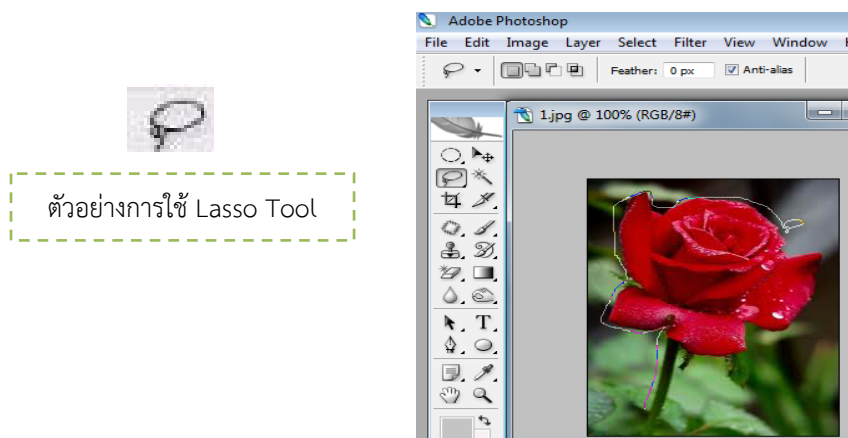 ตัวอย่างการใช้ Lasso Tool
Adobe Photoshop
File Edit Image Layer Select Filter View Window
Feather: 0 px Anti-alias
1.jpg @ 100% (RGB/8#)
T